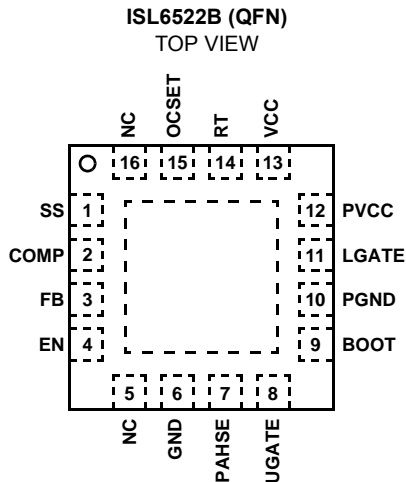 ISL6522B (QFN)
TOP VIEW
NC
OCSET
RT
VCC
16
15
14
13
SS 1
12 PVCC
COMP 2
11 LGATE
FB 3
10 PGND
EN 4
9 BOOT
5
6
7
8
NC
GND
PAHSE
UGATE